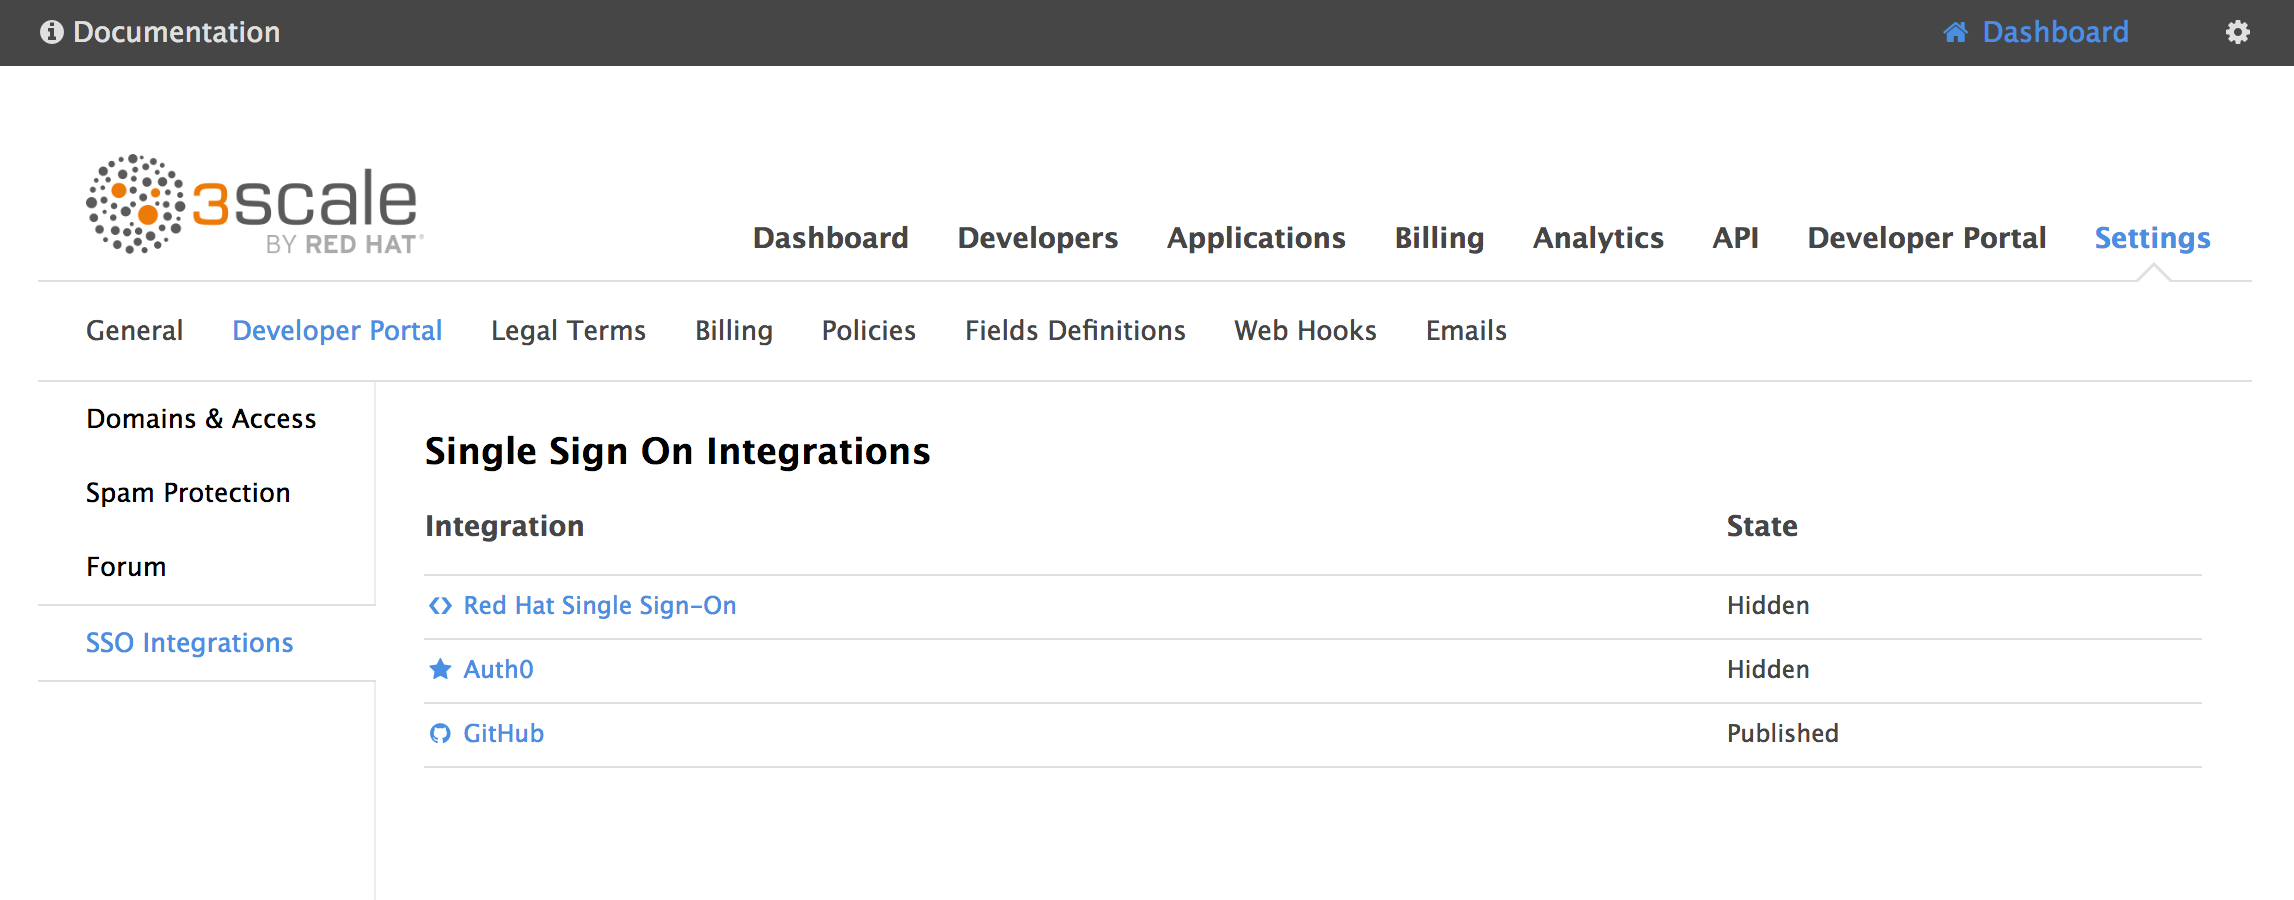 Documentation Dashboard
3scale
BY RED HAT®
Dashboard Developers Applications Billing Analytics API Developer Portal Settings
General Developer Portal Legal Terms Billing Policies Fields Definitions Web Hooks Emails
Domains & Access
Spam Protection
Forum
SSO Integrations
Single Sign On Integrations
Integration State
Red Hat Single Sign-On Hidden
Auth0 Hidden
GitHub Published